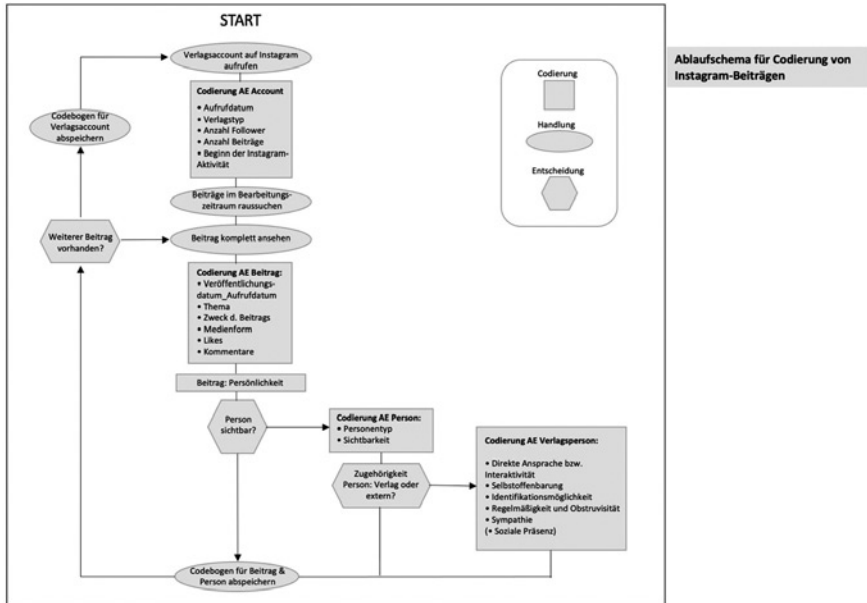 START
Verlagsaccount auf Instagram
aufrufen
Codierung AE Account
• Aufrufdatum
• Verlagstyp
• Anzahl Follower
• Anzahl Beiträge
• Beginn der Instagram-
Aktivität
Beiträge im Bearbeitungs-
zeitraum raussuchen
Beitrag komplett ansehen
Codierung AE Beitrag:
• Veröffentlichungs-
datum_Aufrufdatum
• Thema
• Zweck d. Beitrags
• Medienform
• Likes
• Kommentare
Beitrag: Persönlichkeit
Person
sichtbar?
Codierung AE Person:
• Personentyp
• Sichtbarkeit
Zugehörigkeit
Person: Verlag oder
extern?
Codierung AE Verlagsperson:
• Direkte Ansprache bzw.
Interaktivität
• Selbstoffenbarung
• Identifikationsmöglichkeit
• Regelmäßigkeit und Obstruvisität
• Sympathie
(• Soziale Präsenz)
Codebogen für Beitrag &
Person abspeichern
Weiterer Beitrag
vorhanden?
Codebogen für
Verlagsaccount
abspeichern
Codierung
Handlung
Entscheidung
Ablaufschema für Codierung von
Instagram-Beiträgen